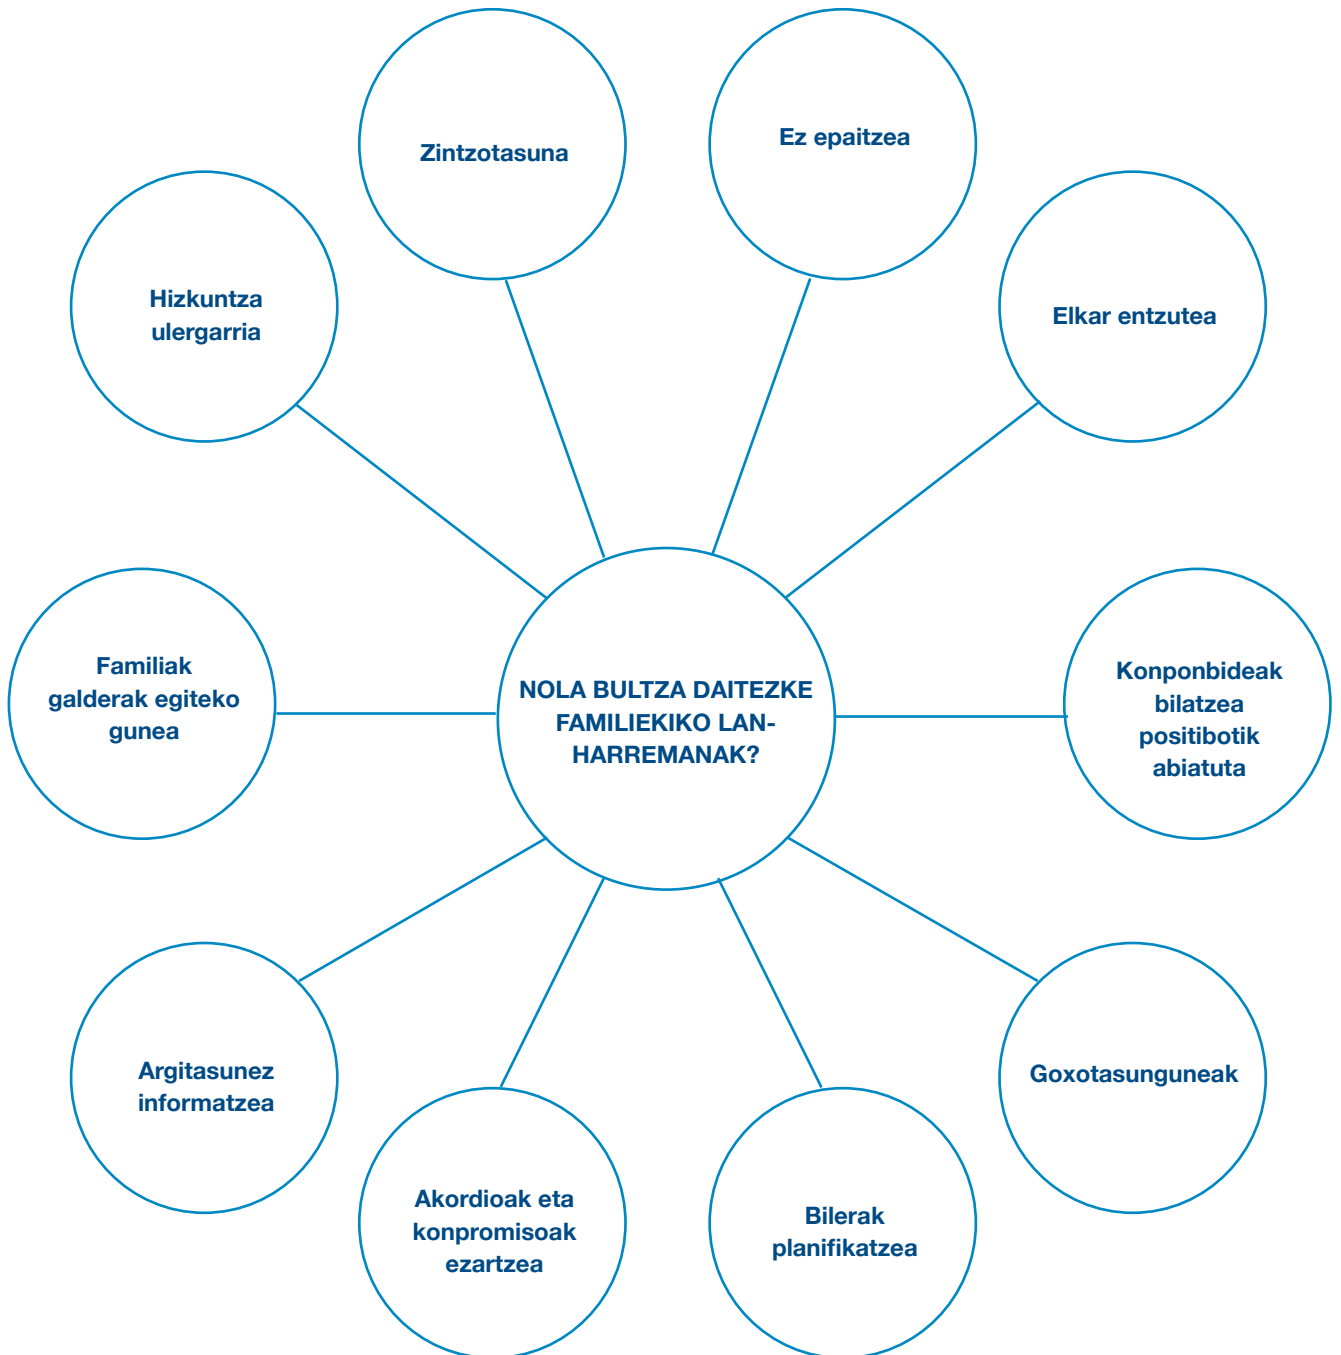 Zintzotasuna
Ez epaitzea
Hizkuntza
ulergarria
Elkar entzutea
Familiak
galderak egiteko
gunea
NOLA BULTZA DAITEZKE
FAMILIEKIKO LAN-
HARREMANAK?
Konponbideak
bilatzea
positibotik
abiatuta
Argitasunez
informatzea
Goxotasunguneak
Akordioak eta
konpromisoak
ezartzea
Bilerak
planifikatzea